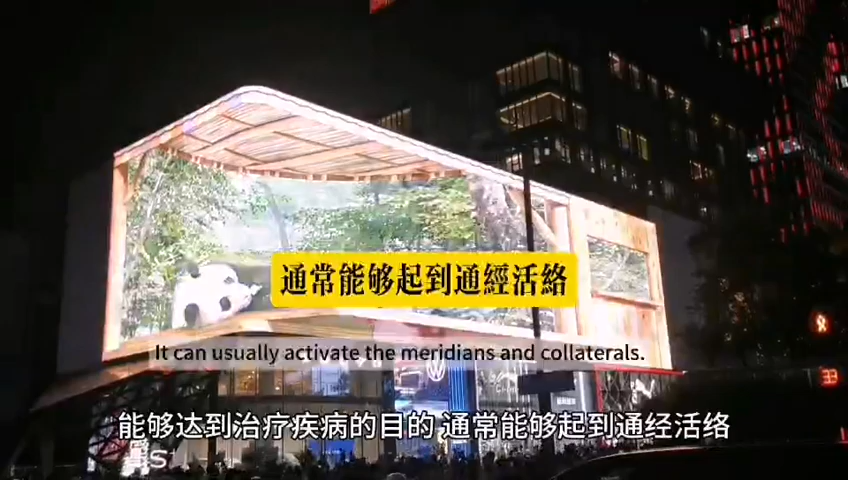 通常能够起到通經活絡
It can usually activate the meridians and collaterals.
能够达到治疗疾病的目的 通常能够起到通经活络
33